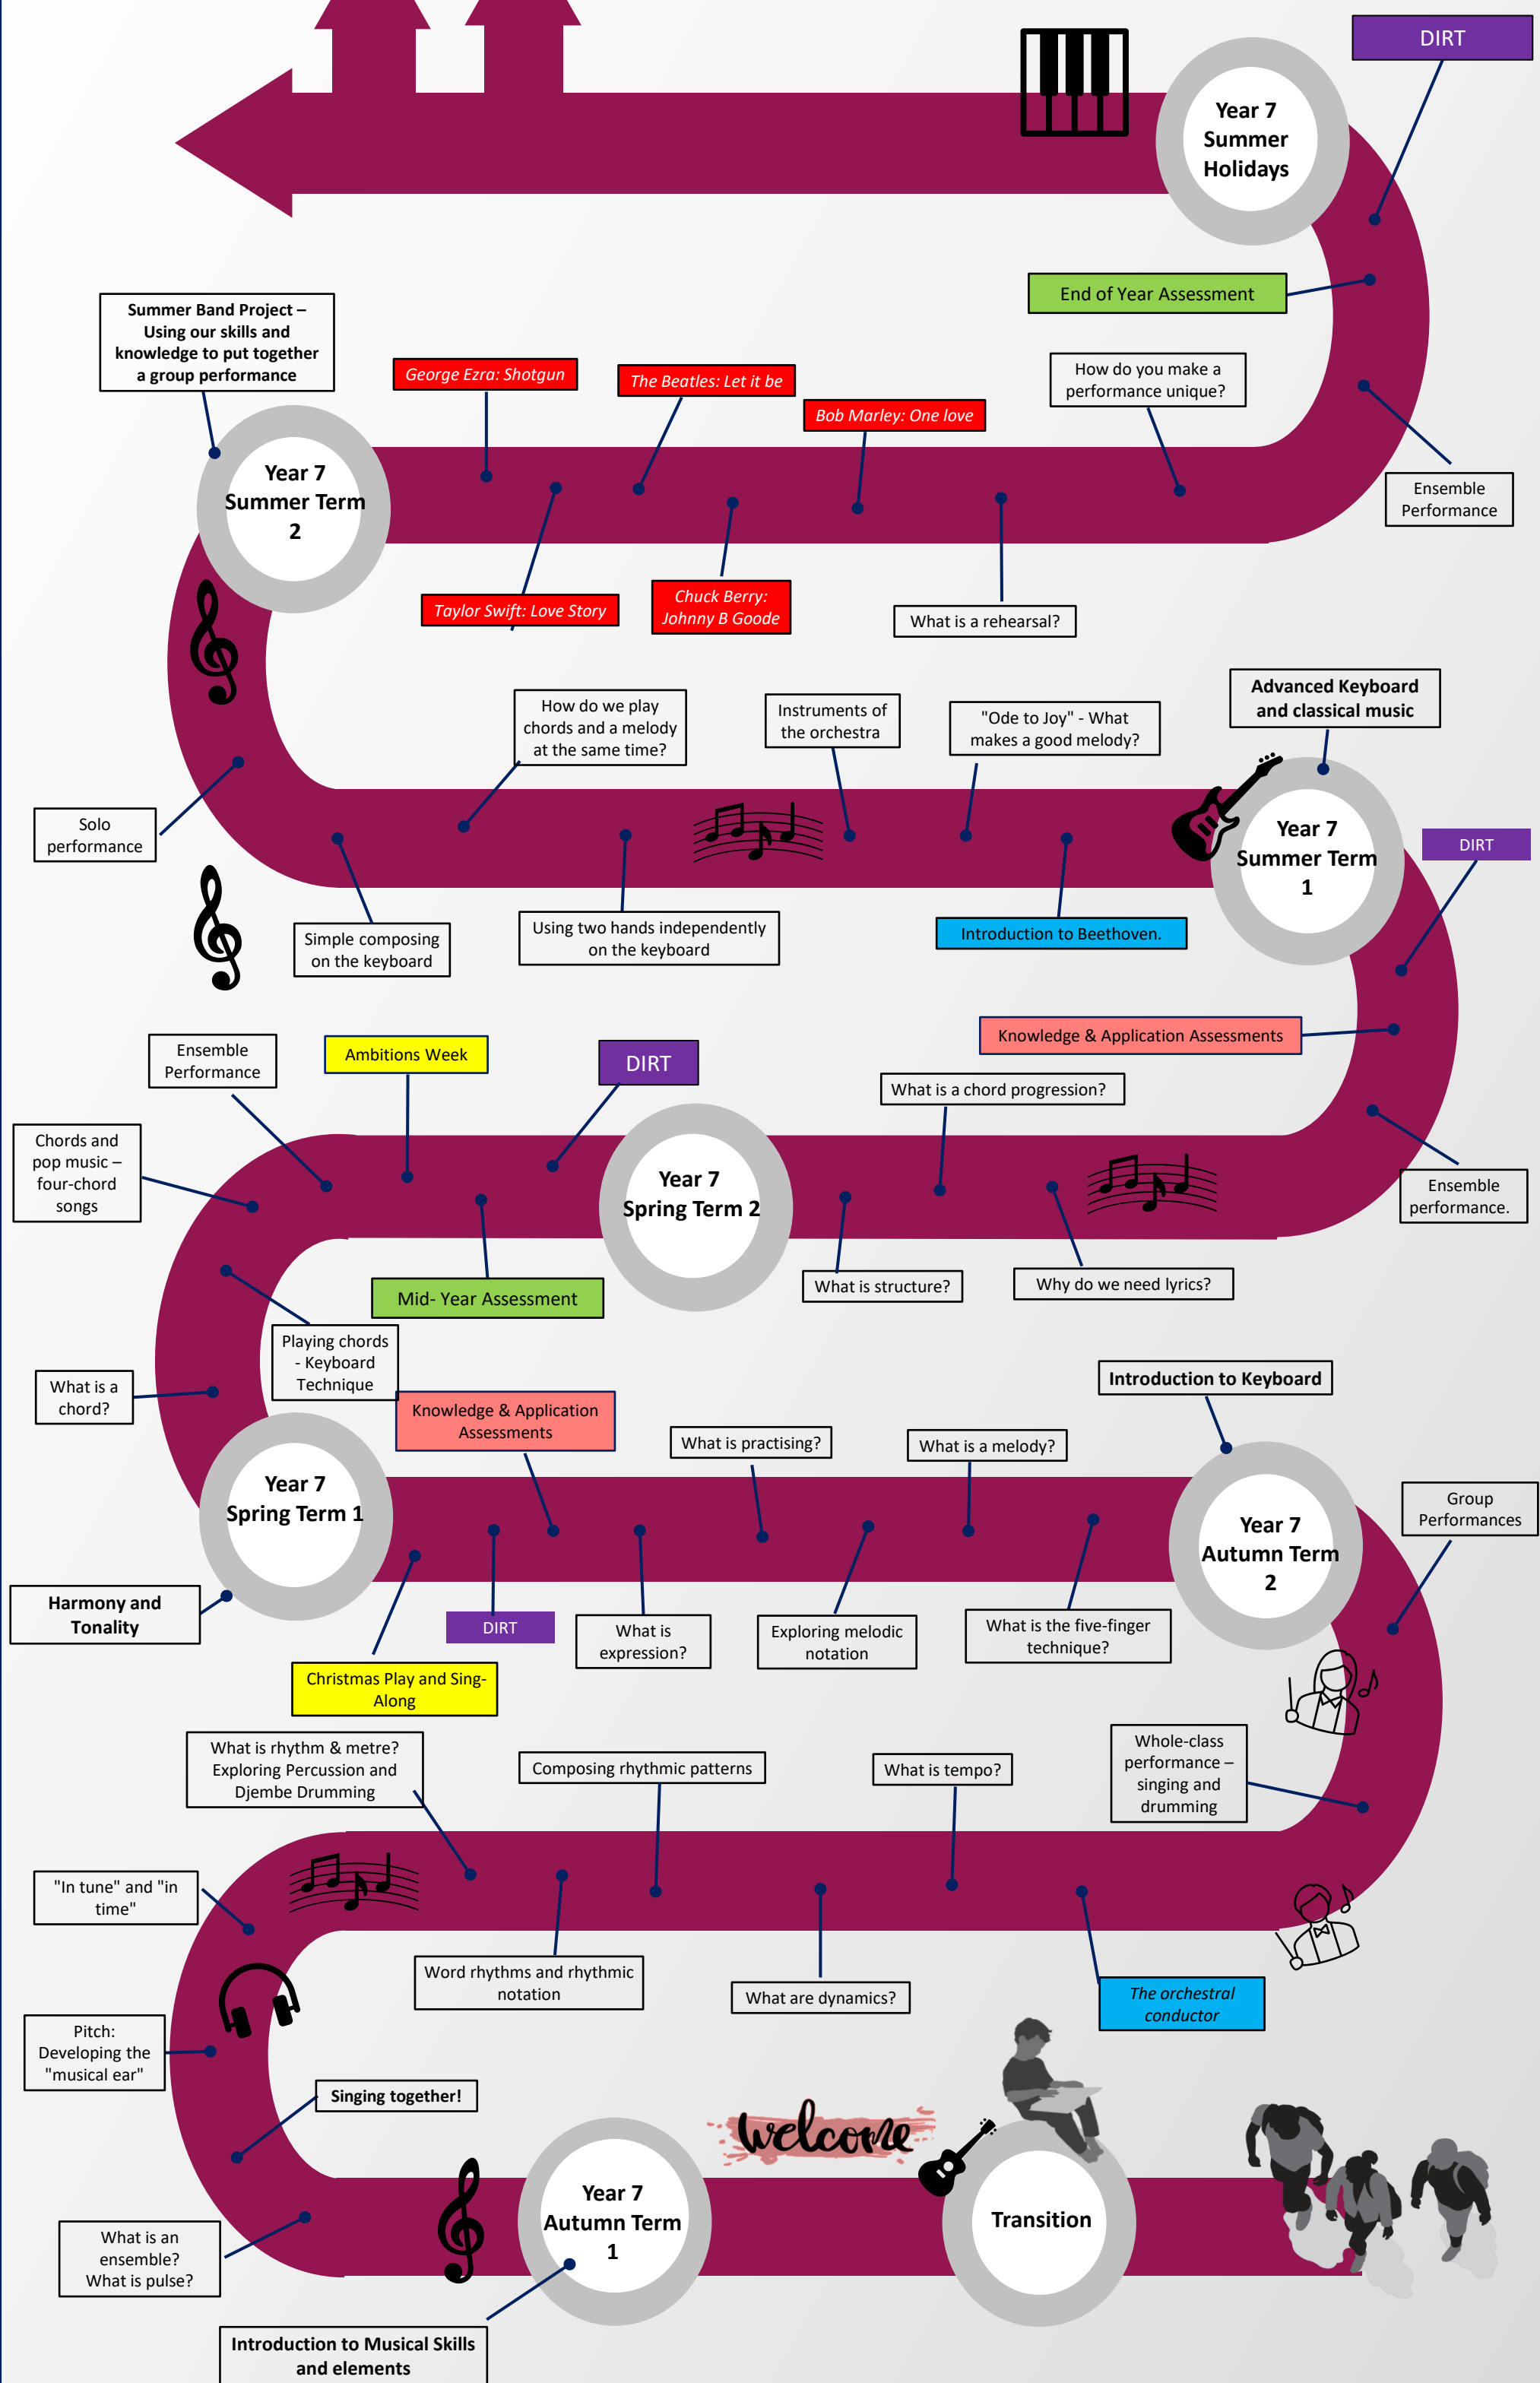 DIRT
Year 7
Summer
Holidays
End of Year Assessment
Summer Band Project –
Using our skills and
knowledge to put together
a group performance
George Ezra: Shotgun
The Beatles: Let it be
Bob Marley: One love
How do you make a
performance unique?
Ensemble
Performance
Year 7
Summer Term
2
Taylor Swift: Love Story
Chuck Berry:
Johnny B Goode
What is a rehearsal?
Advanced Keyboard
and classical music
How do we play
chords and a melody
at the same time?
Instruments of
the orchestra
"Ode to Joy" - What
makes a good melody?
Solo
performance
Year 7
Summer Term
1
DIRT
Simple composing
on the keyboard
Using two hands independently
on the keyboard
Introduction to Beethoven.
Knowledge & Application Assessments
Ensemble
Performance
Ambitions Week
DIRT
What is a chord progression?
Chords and
pop music –
four-chord
songs
Year 7
Spring Term 2
Ensemble
performance.
What is structure?
Why do we need lyrics?
Mid- Year Assessment
Playing chords
- Keyboard
Technique
What is a
chord?
Introduction to Keyboard
Knowledge & Application
Assessments
What is practising?
What is a melody?
Year 7
Spring Term 1
Year 7
Autumn Term
2
Group
Performances
Harmony and
Tonality
DIRT
What is
expression?
Exploring melodic
notation
What is the five-finger
technique?
Christmas Play and Sing-
Along
What is rhythm & metre?
Exploring Percussion and
Djembe Drumming
Composing rhythmic patterns
What is tempo?
Whole-class
performance –
singing and
drumming
"In tune" and "in
time"
Word rhythms and rhythmic
notation
What are dynamics?
The orchestral
conductor
Pitch:
Developing the
"musical ear"
Singing together!
welcome
Year 7
Autumn Term
1
Transition
What is an
ensemble?
What is pulse?
Introduction to Musical Skills
and elements